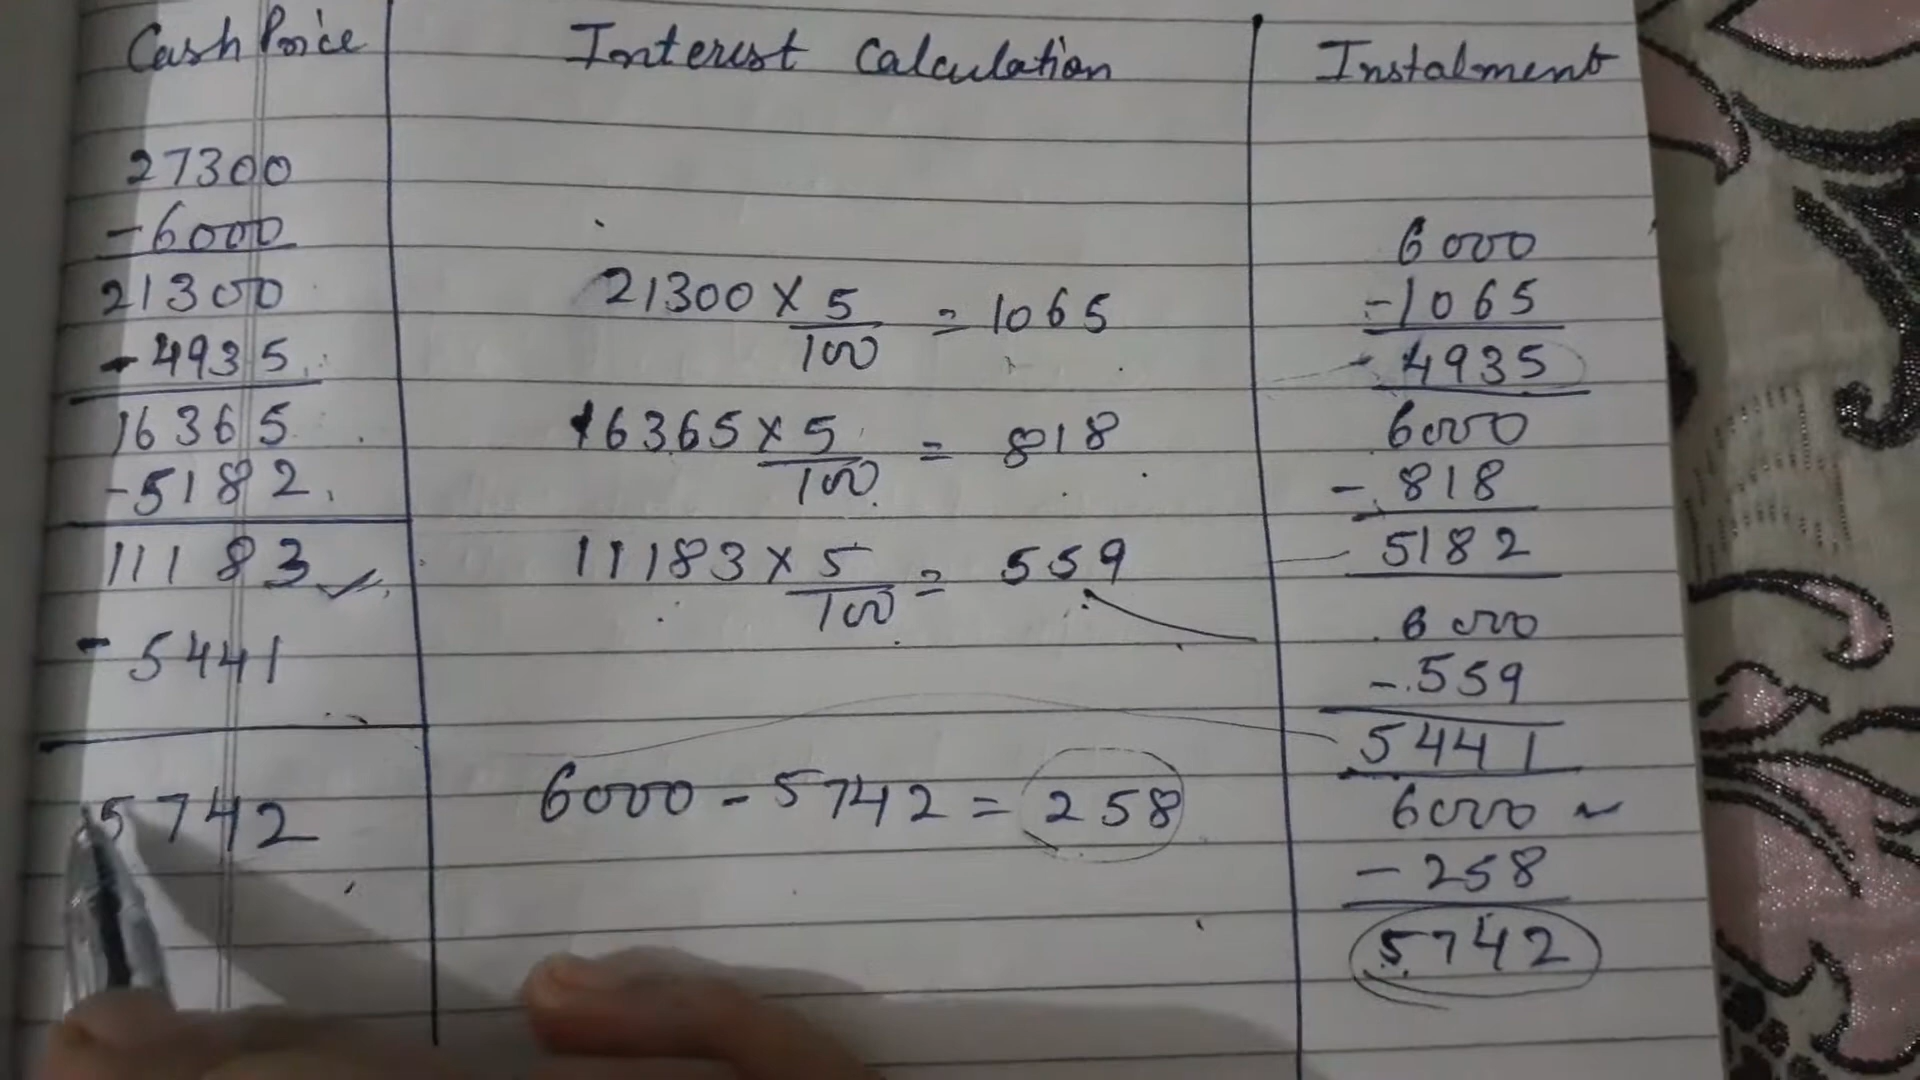 Cash Price Interest Calculation Instalment
27300
-6000 6000
21300 21300 × 5/100 = 1065 -1065
-4935 4935
16365 16365 × 5/100 = 818 6000
-5182 -818
11183 11183 × 5/100 = 559 5182
6000
-5441 -559
5441
5742 6000 - 5742 = 258 6000
-258
5742